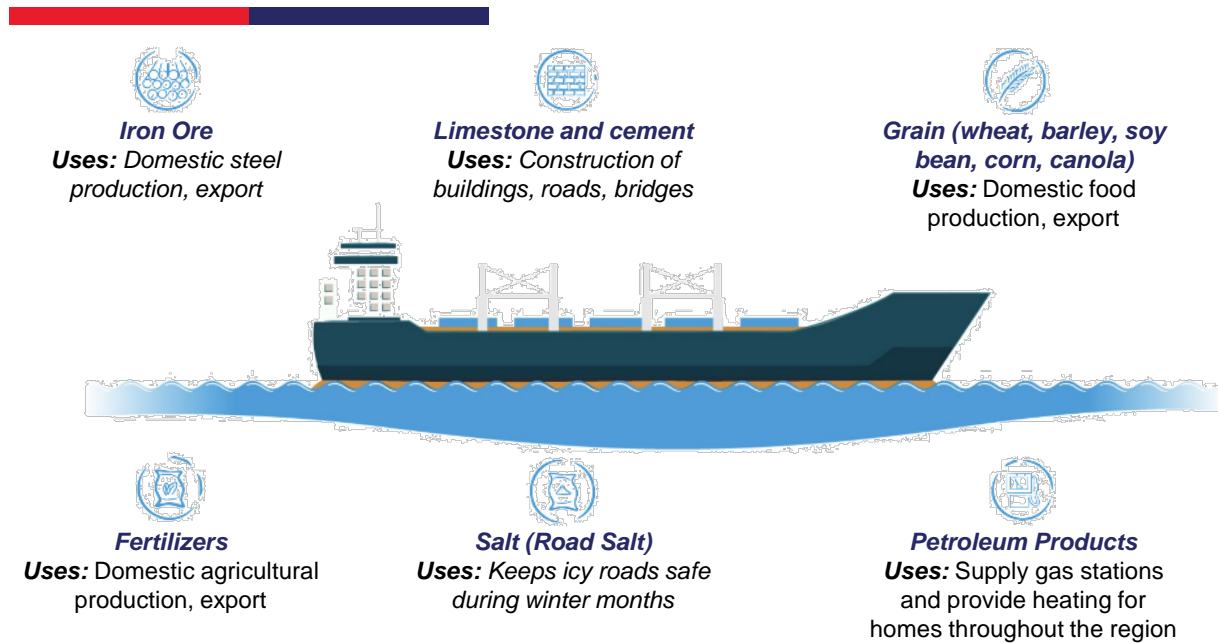 Iron Ore
Uses: Domestic steel
production, export
Limestone and cement
Uses: Construction of
buildings, roads, bridges
Grain (wheat, barley, soy
bean, corn, canola)
Uses: Domestic food
production, export
Fertilizers
Uses: Domestic agricultural
production, export
Salt (Road Salt)
Uses: Keeps icy roads safe
during winter months
Petroleum Products
Uses: Supply gas stations
and provide heating for
homes throughout the region